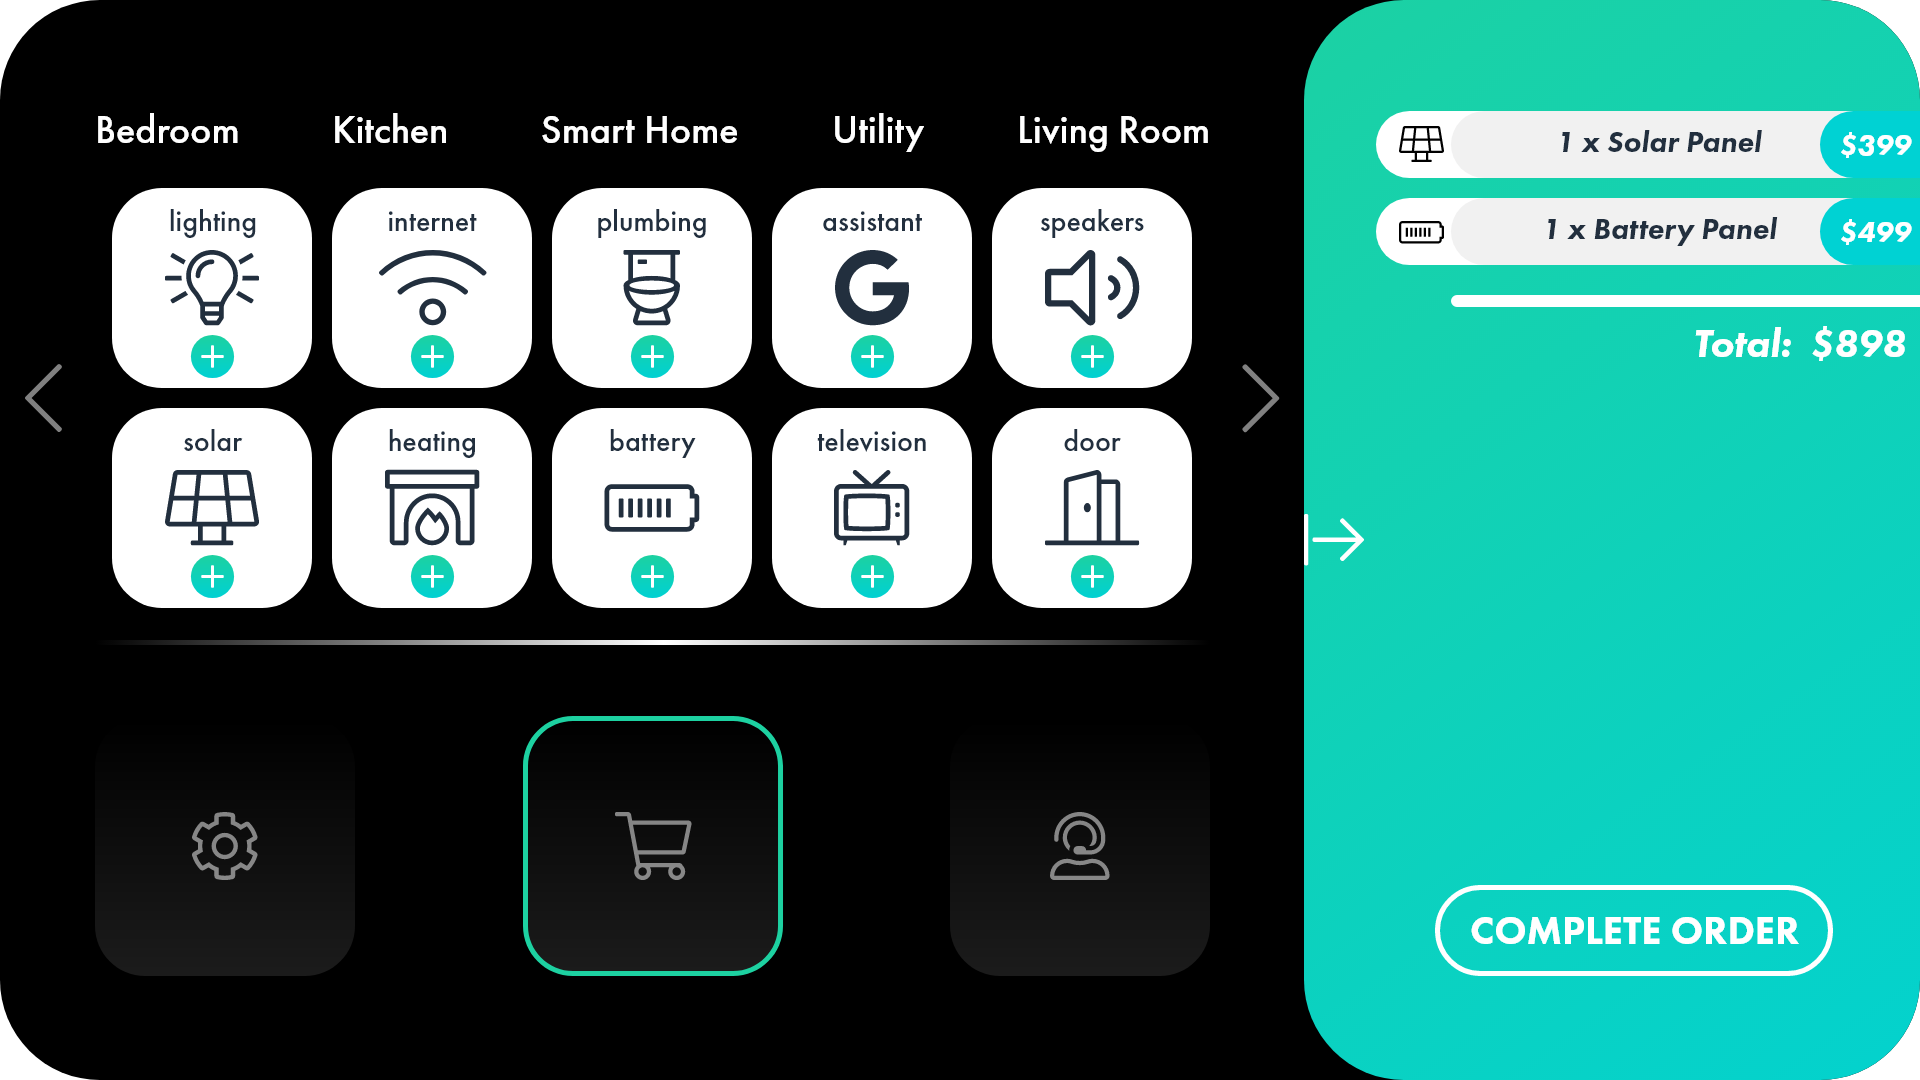 Bedroom Kitchen Smart Home Utility Living Room
lighting internet plumbing assistant speakers
solar heating battery television door
1 x Solar Panel $399
1 x Battery Panel $499
Total: $898
COMPLETE ORDER